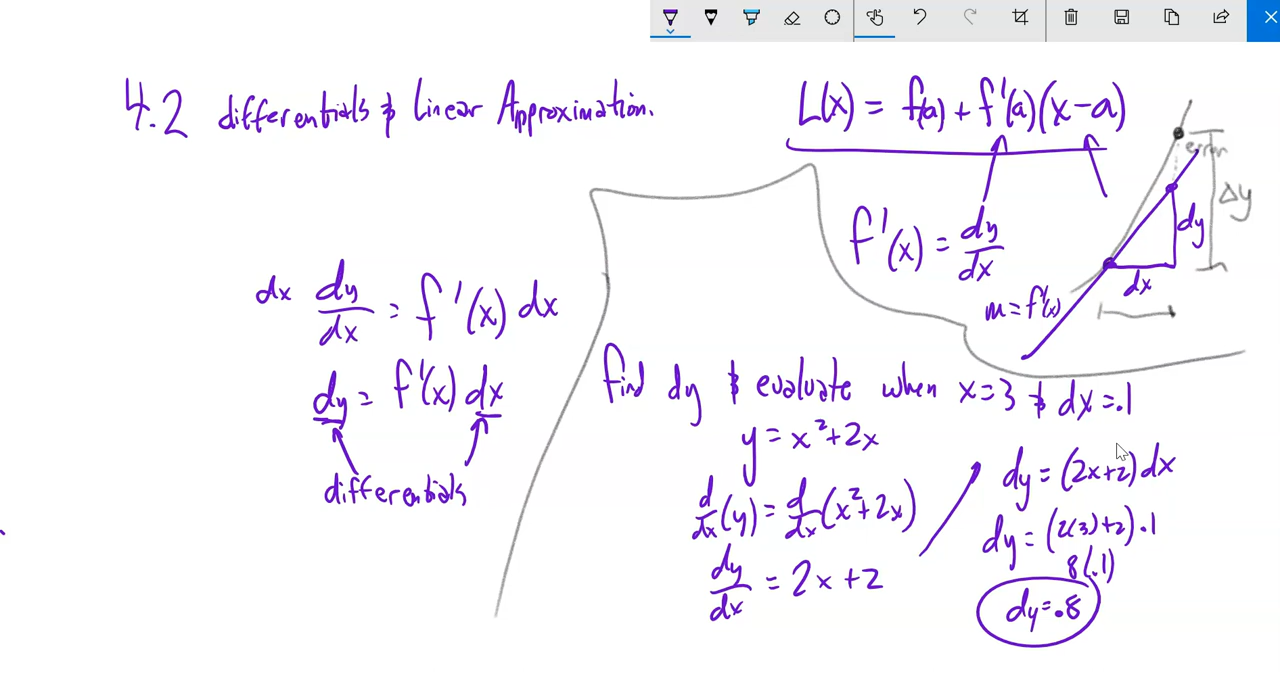 4.2 differentials & Linear Approximation.
L(x) = f(a) + f'(a)(x-a)
error
Δy
dy
dx
m = f'(x)
f'(x) = dy/dx
dx dy/dx = f'(x) dx
dy = f'(x) dx
differentials
find dy & evaluate when x=3 & dx=.1
y = x²+2x
d/dx(y) = d/dx(x²+2x)
dy/dx = 2x+2
dy = (2x+2)dx
dy = (2(3)+2).1
8(.1)
dy=.8